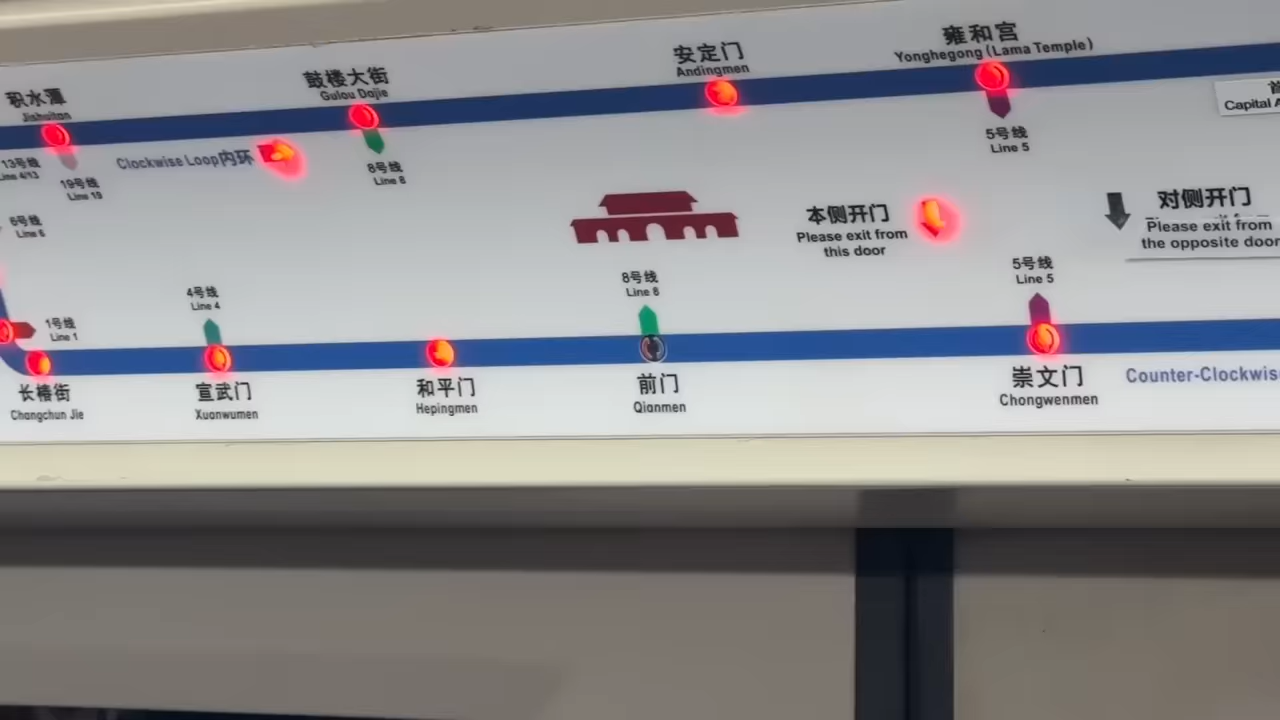 雍和宫
Yonghegong (Lama Temple)
安定门
Andingmen
鼓楼大街
Gulou Dajie
积水潭
Jishuitan
Capital A
5号线
Line 5
13号线
Line 4/13
19号线
Line 19
Clockwise Loop内环
8号线
Line 8
6号线
Line 6
本侧开门
Please exit from
this door
对侧开门
Please exit from
the opposite door
1号线
Line 1
4号线
Line 4
8号线
Line 8
5号线
Line 5
长椿街
Changchun Jie
宣武门
Xuanwumen
和平门
Hepingmen
前门
Qianmen
崇文门
Chongwenmen
Counter-Clockwise